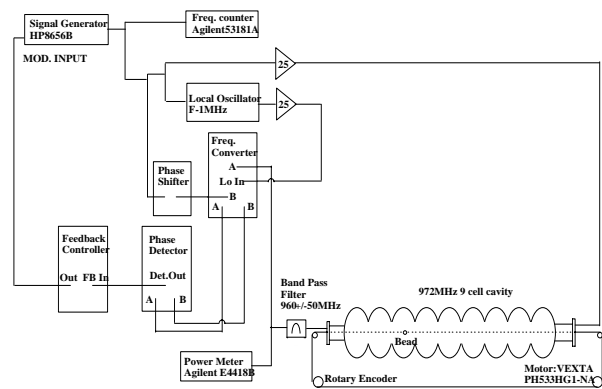 Signal Generator
HP8656B
Freq. counter
Agilent53181A
MOD. INPUT
25
Local Oscillator
F-1MHz
25
Freq.
Converter
A
Lo In
B
A B
Phase
Shifter
Feedback
Controller
Out FB In
Phase
Detector
Det.Out
A B
Band Pass
Filter
960+/-50MHz
972MHz 9 cell cavity
Bead
Power Meter
Agilent E4418B
Rotary Encoder
Motor:VEXTA
PH533HG1-NA